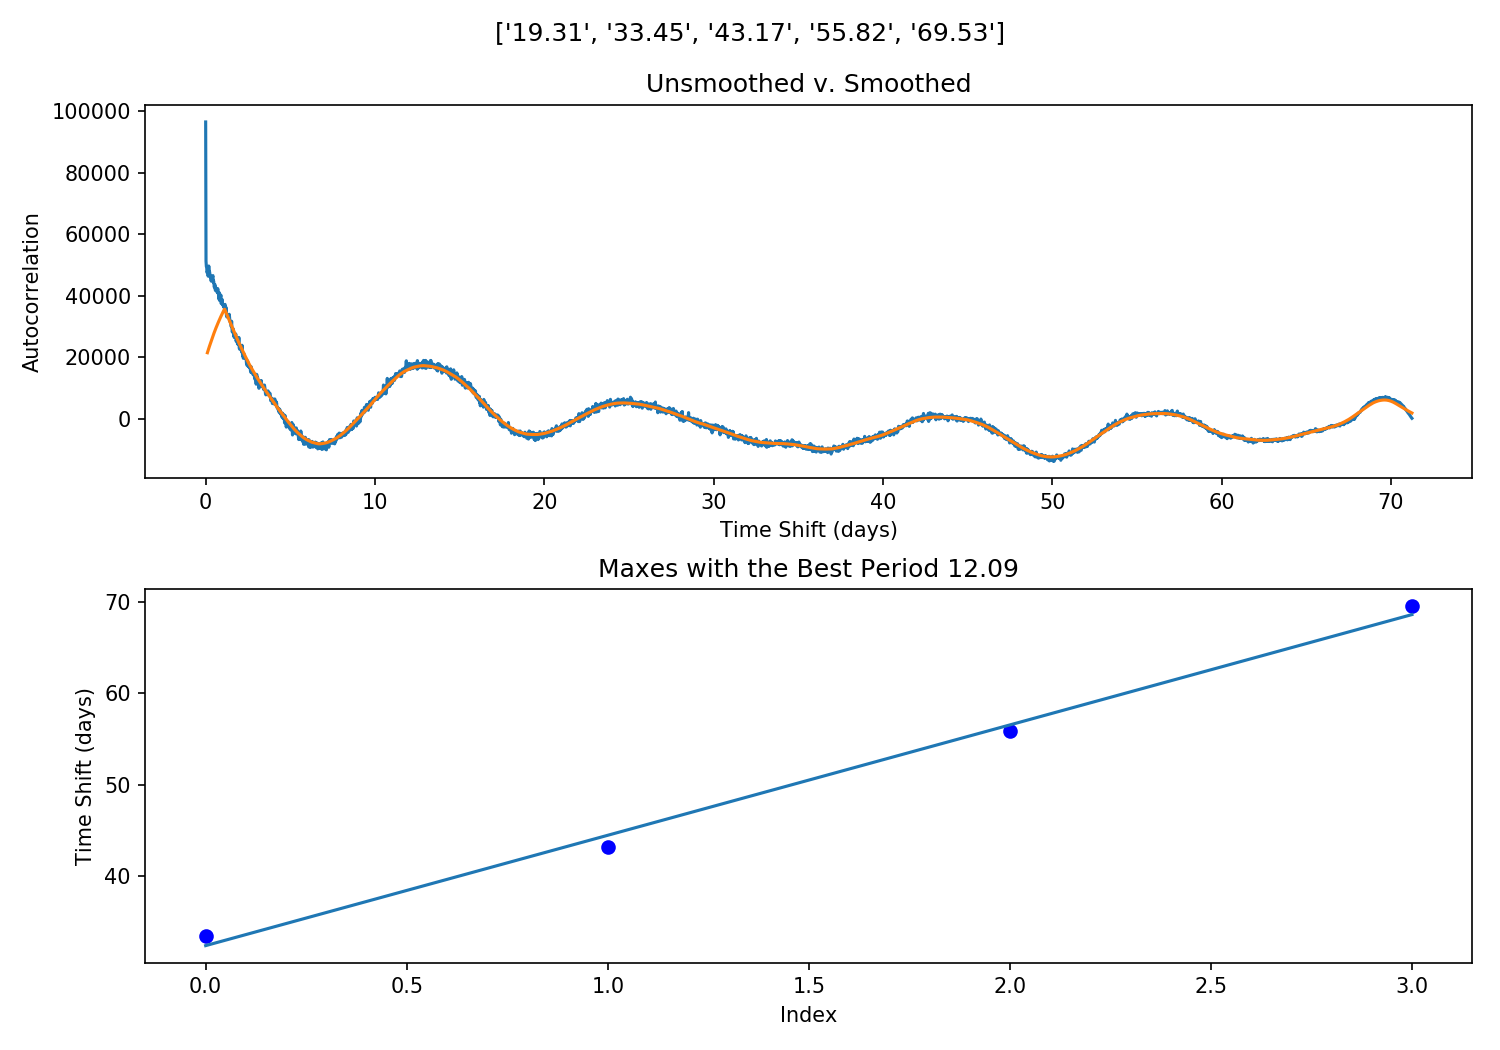 ['19.31', '33.45', '43.17', '55.82', '69.53']
Unsmoothed v. Smoothed
100000
80000
60000
40000
20000
0
Autocorrelation
0 10 20 30 40 50 60 70
Time Shift (days)
Maxes with the Best Period 12.09
70
60
50
40
Time Shift (days)
0.0 0.5 1.0 1.5 2.0 2.5 3.0
Index